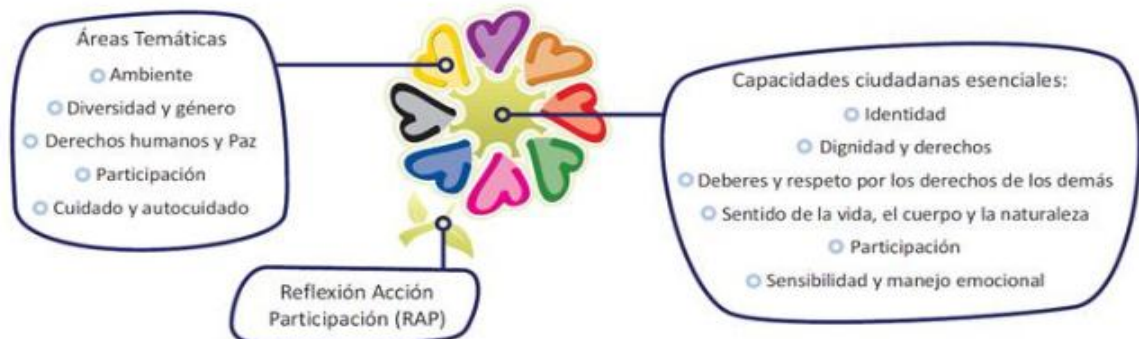 Áreas Temáticas
Ambiente
Diversidad y género
Derechos humanos y Paz
Participación
Cuidado y autocuidado
Reflexión Acción
Participación (RAP)
Capacidades ciudadanas esenciales:
Identidad
Dignidad y derechos
Deberes y respeto por los derechos de los demás
Sentido de la vida, el cuerpo y la naturaleza
Participación
Sensibilidad y manejo emocional